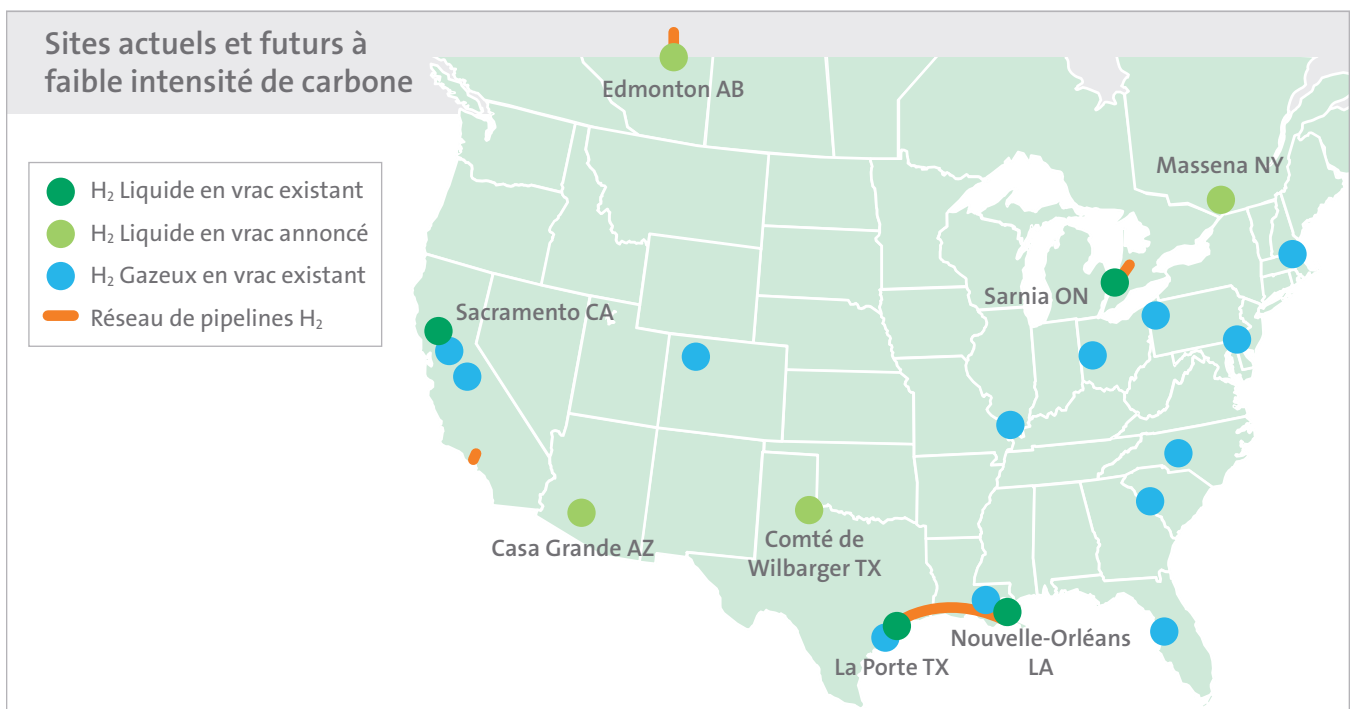 Sites actuels et futurs à
faible intensité de carbone
H₂ Liquide en vrac existant
H₂ Liquide en vrac annoncé
H₂ Gazeux en vrac existant
Réseau de pipelines H₂
Edmonton AB
Massena NY
Sarnia ON
Sacramento CA
Casa Grande AZ
Comté de
Wilbarger TX
Nouvelle-Orléans
LA
La Porte TX